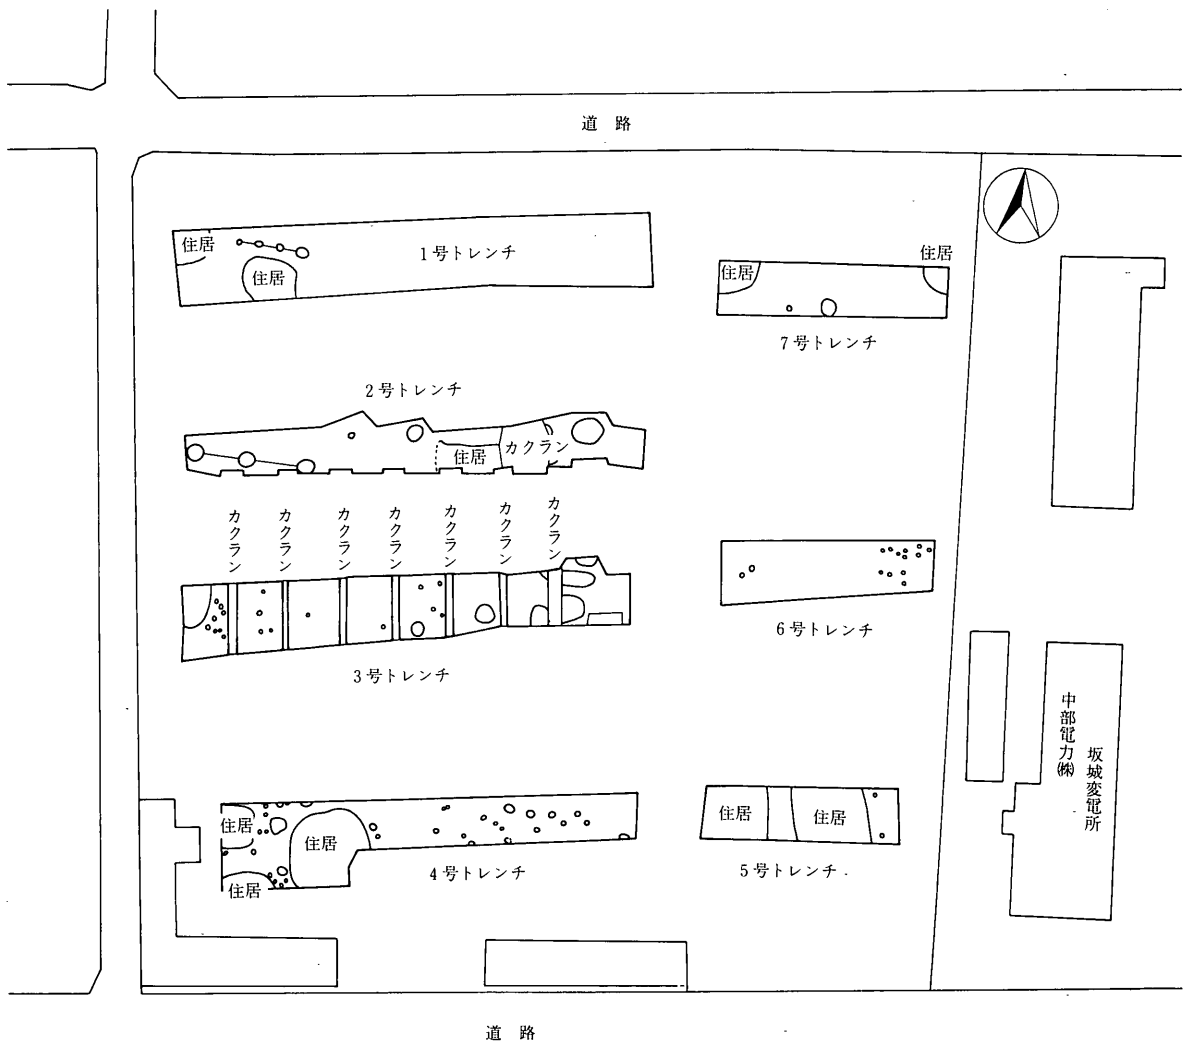 道路
住居
住居
1号トレンチ
住居
住居
7号トレンチ
2号トレンチ
住居
カクラン
カクラン
カクラン
カクラン
カクラン
カクラン
カクラン
カクラン
3号トレンチ
6号トレンチ
中部電力㈱
坂城変電所
住居
住居
住居
4号トレンチ
住居
住居
5号トレンチ
道路